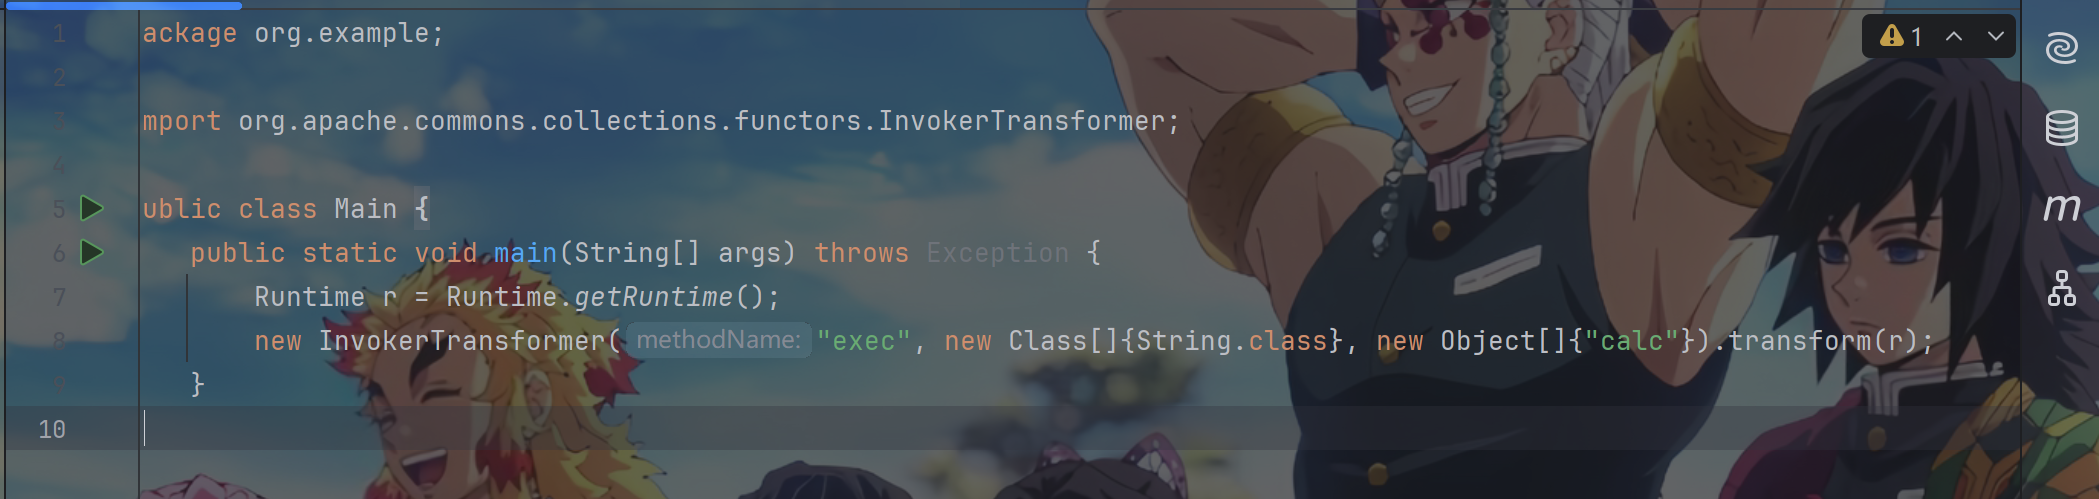 1 ackage org.example;
2
3 mport org.apache.commons.collections.functors.InvokerTransformer;
4
5 ublic class Main {
6 public static void main(String[] args) throws Exception {
7 Runtime r = Runtime.getRuntime();
8 new InvokerTransformer( methodName: "exec", new Class[]{String.class}, new Object[]{"calc"}).transform(r);
9 }
10
1
m